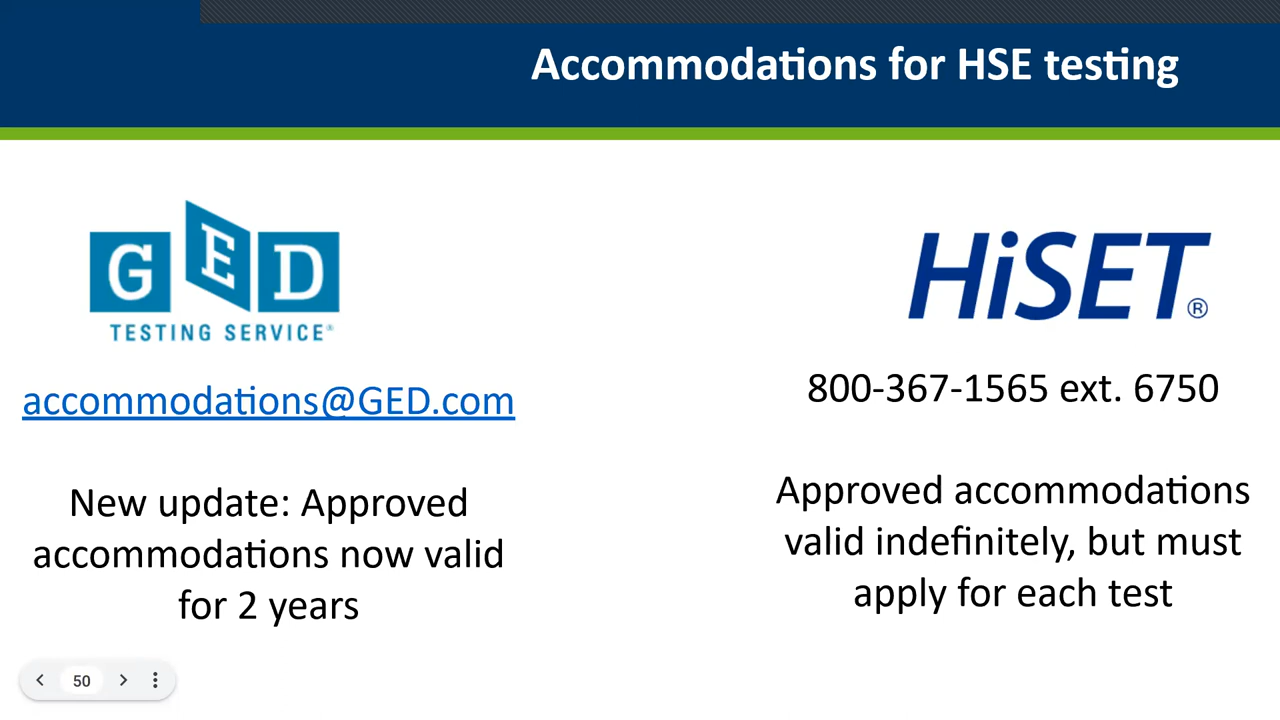 Accommodations for HSE testing
GED
TESTING SERVICE®
accommodations@GED.com
New update: Approved
accommodations now valid
for 2 years
HiSET®
800-367-1565 ext. 6750
Approved accommodations
valid indefinitely, but must
apply for each test
50